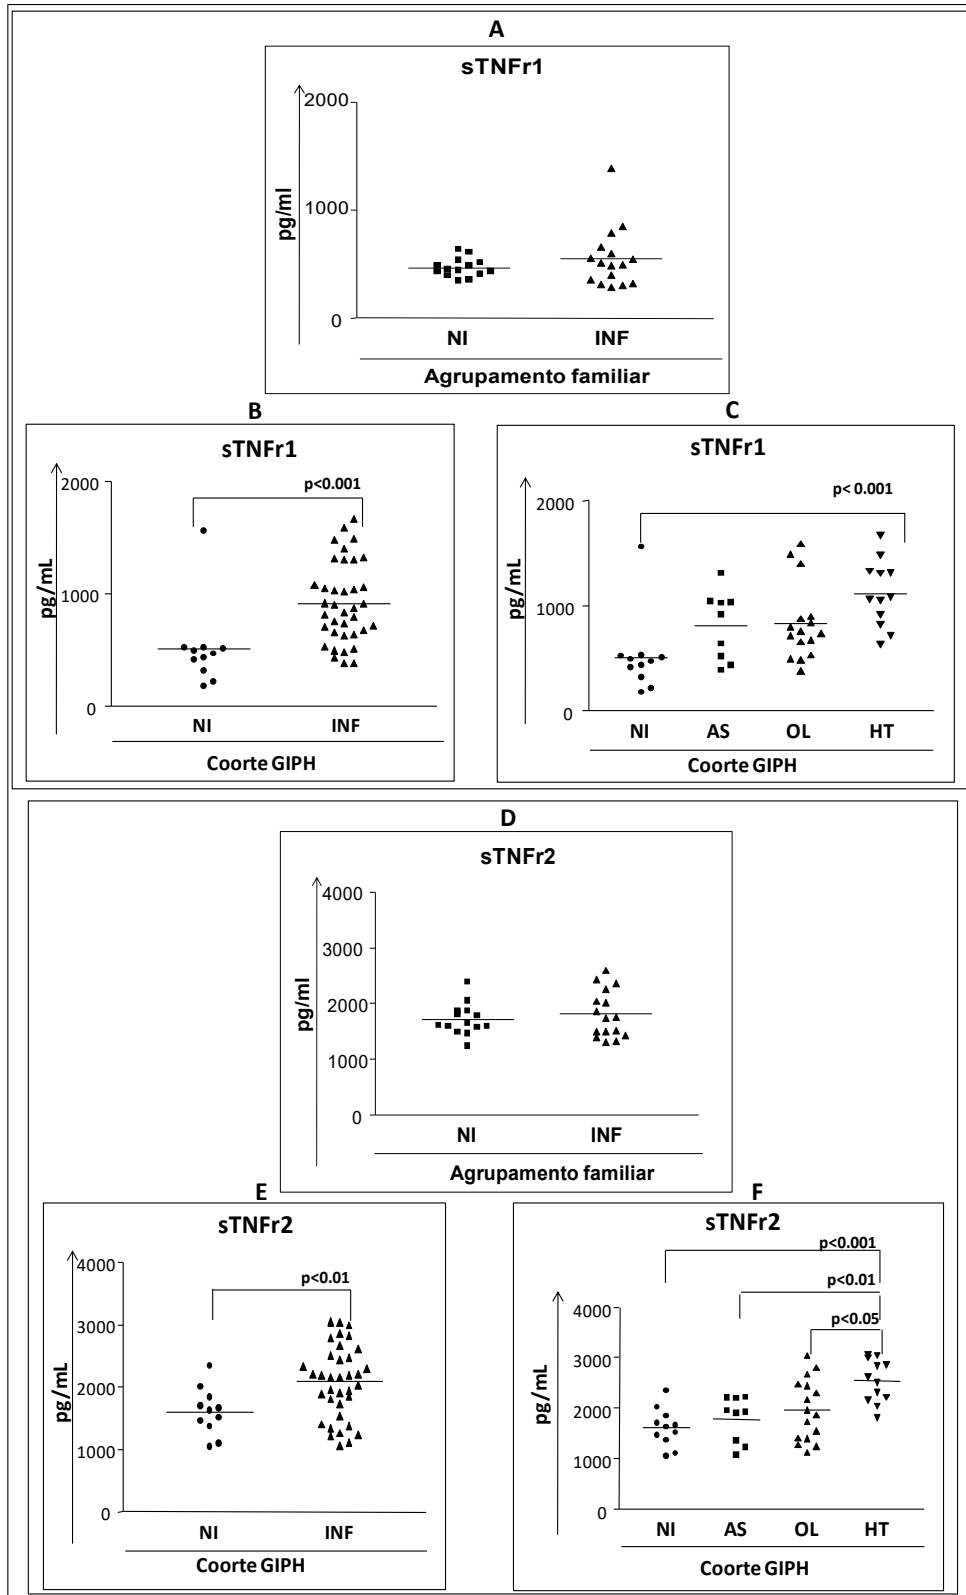 A
sTNFr1
pg/ml
2000
1000
0
NI INF
Agrupamento familiar
B
sTNFr1
p<0.001
pg/mL
2000
1000
0
NI INF
Coorte GIPH
C
sTNFr1
p< 0.001
pg/mL
2000
1000
0
NI AS OL HT
Coorte GIPH
D
sTNFr2
pg/ml
4000
3000
2000
1000
0
NI INF
Agrupamento familiar
E
sTNFr2
p<0.01
pg/mL
4000
3000
2000
1000
0
NI INF
Coorte GIPH
F
sTNFr2
p<0.001
p<0.01
p<0.05
pg/mL
4000
3000
2000
1000
0
NI AS OL HT
Coorte GIPH